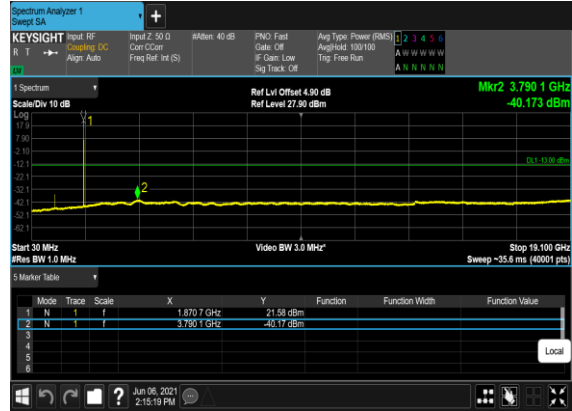 Spectrum Analyzer 1
Swept SA
KEYSIGHT Input: RF Input Z: 50 Ω #Atten: 40 dB PNO: Fast Avg Type: Power (RMS) 1 2 3 4 5 6
R T Coupling: DC Corr CCorr Gate: Off Avg|Hold: 100/100 A W W W W W
Align: Auto Freq Ref: Int (S) IF Gain: Low Trig: Free Run
LW Sig Track: Off A N N N N N
1 Spectrum Ref Lvl Offset 4.90 dB Mkr2 3.790 1 GHz
Scale/Div 10 dB Ref Level 27.90 dBm -40.173 dBm
Log
17.9 1
7.90
-2.10
-12.1 DL1 -13.00 dBm
-22.1
-32.1 2
-42.1
-52.1
-62.1
Start 30 MHz Video BW 3.0 MHz* Stop 19.100 GHz
#Res BW 1.0 MHz Sweep ~35.6 ms (40001 pts)
5 Marker Table
Mode Trace Scale X Y Function Function Width Function Value
1 N 1 f 1.870 7 GHz 21.58 dBm
2 N 1 f 3.790 1 GHz -40.17 dBm
3
4
5
6
Local
? Jun 06, 2021
2:15:19 PM